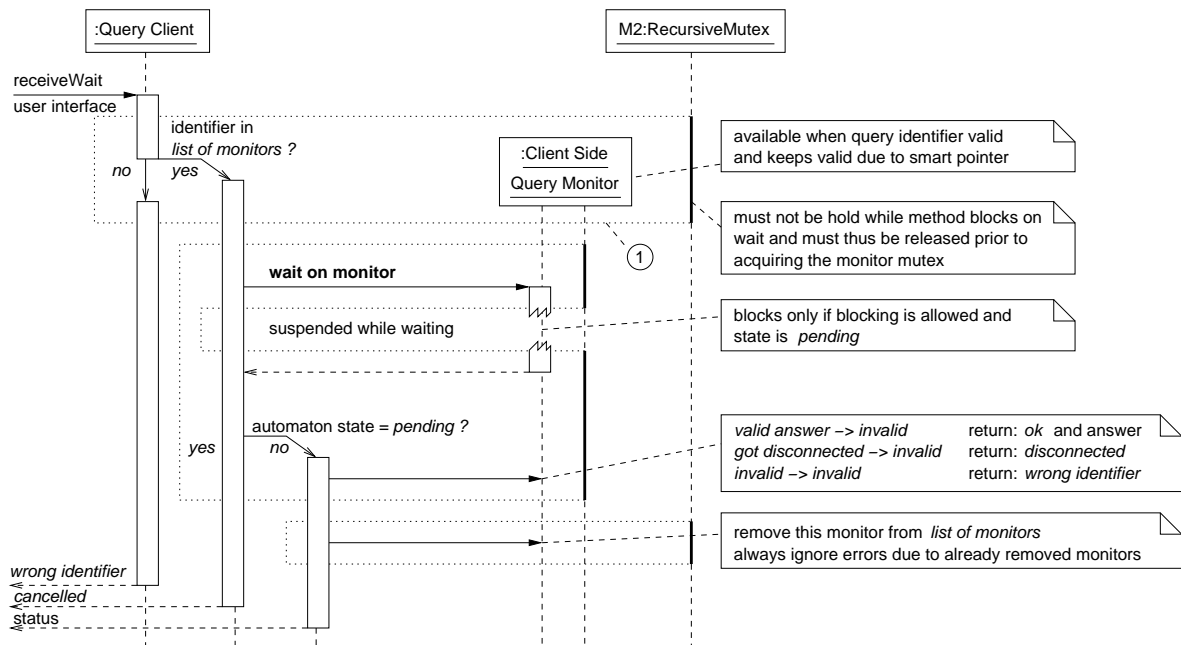 :Query Client
M2:RecursiveMutex
receiveWait
user interface
identifier in
list of monitors ?
no
yes
:Client Side
Query Monitor
available when query identifier valid
and keeps valid due to smart pointer
must not be hold while method blocks on
wait and must thus be released prior to
acquiring the monitor mutex
1
wait on monitor
suspended while waiting
blocks only if blocking is allowed and
state is pending
automaton state = pending ?
yes
no
valid answer −> invalid return: ok and answer
got disconnected −> invalid return: disconnected
invalid −> invalid return: wrong identifier
remove this monitor from list of monitors
always ignore errors due to already removed monitors
wrong identifier
cancelled
status